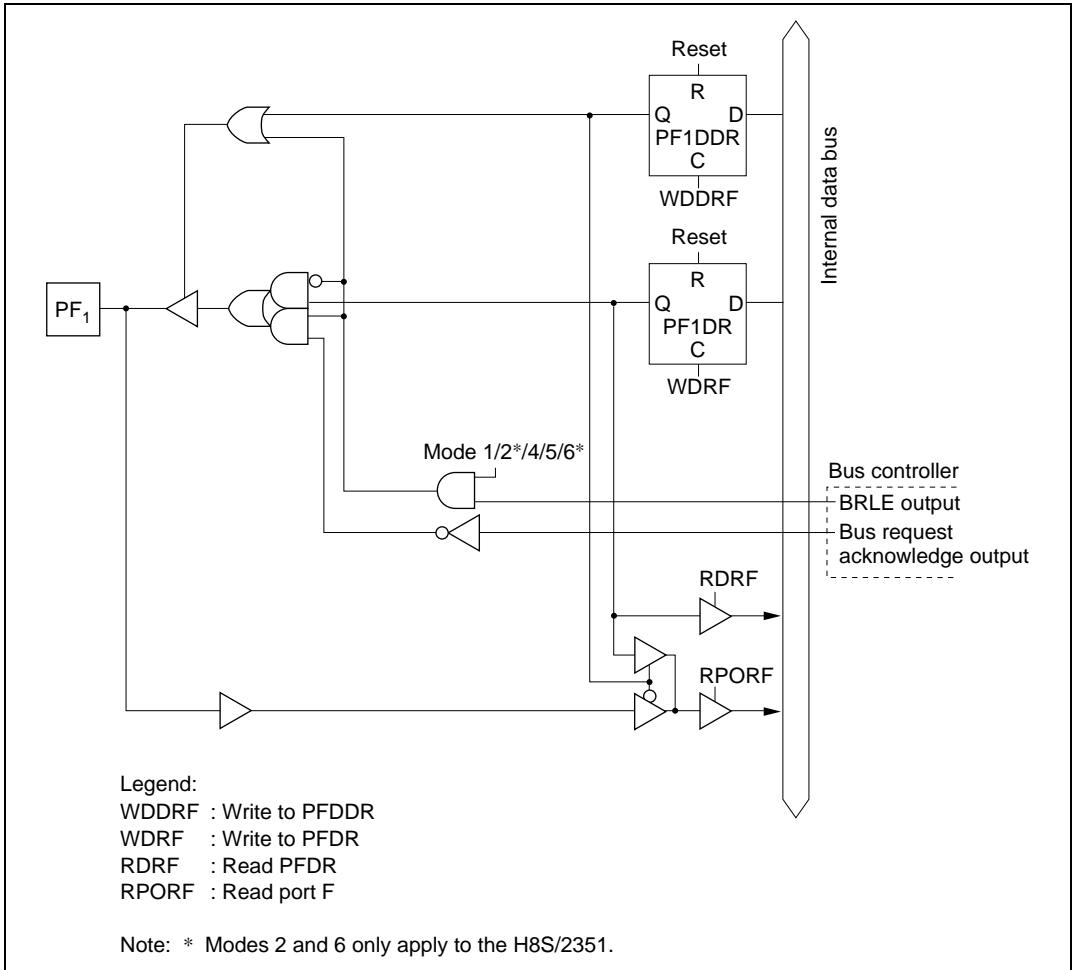 Reset
R
Q D
PF1DDR
C
WDDRF
Internal data bus
Reset
R
Q D
PF1DR
C
WDRF
PF1
Mode 1/2*/4/5/6*
Bus controller
BRLE output
Bus request
acknowledge output
RDRF
RPORF
Legend:
WDDRF : Write to PFDDR
WDRF : Write to PFDR
RDRF : Read PFDR
RPORF : Read port F
Note: * Modes 2 and 6 only apply to the H8S/2351.